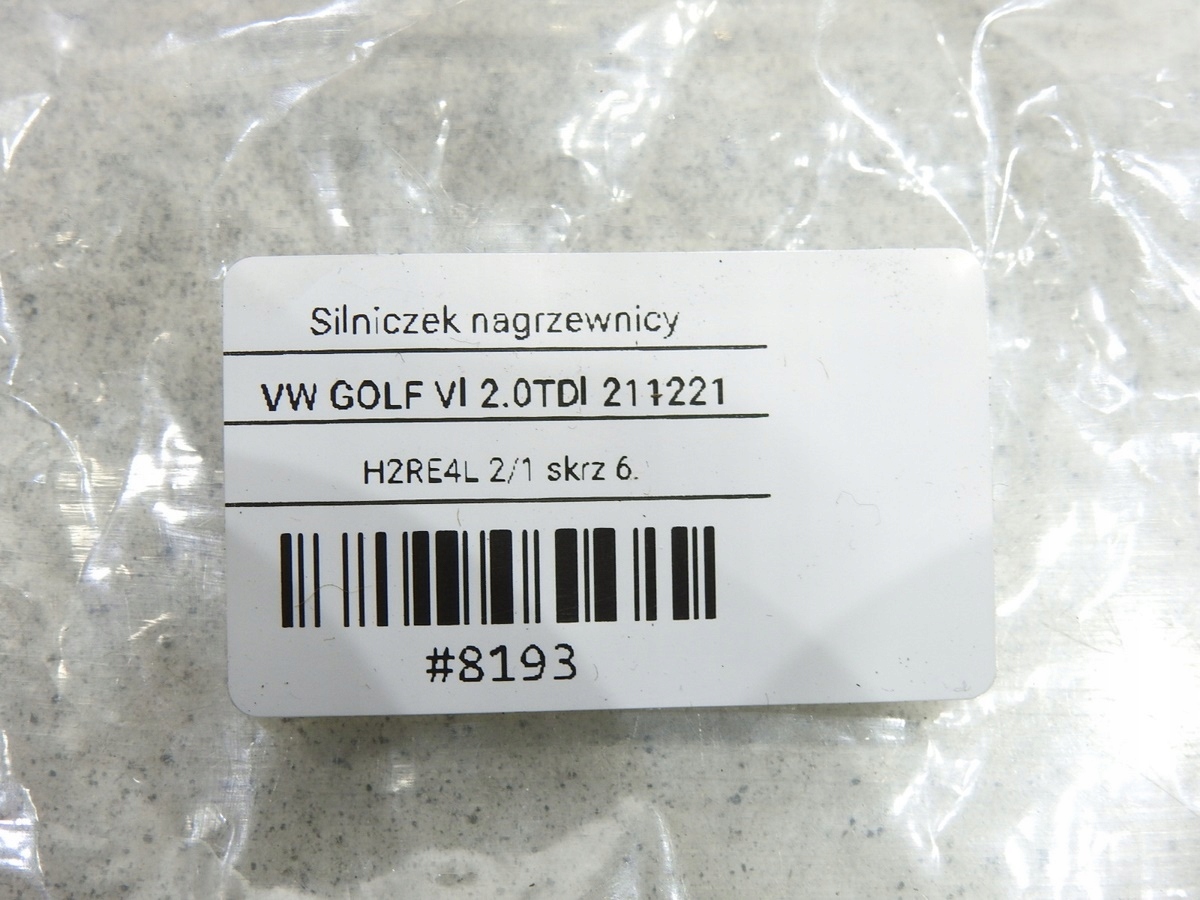 Silniczek nagrzewnicy
VW GOLF VI 2.0TDI 211221
H2RE4L 2/1 skrz 6.
#8193